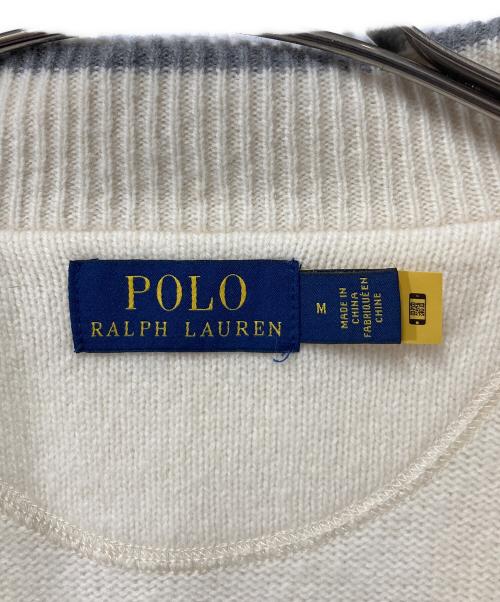 POLO
RALPH LAUREN
M
MADE IN
CHINA
FABRIQUÉ EN
CHINE